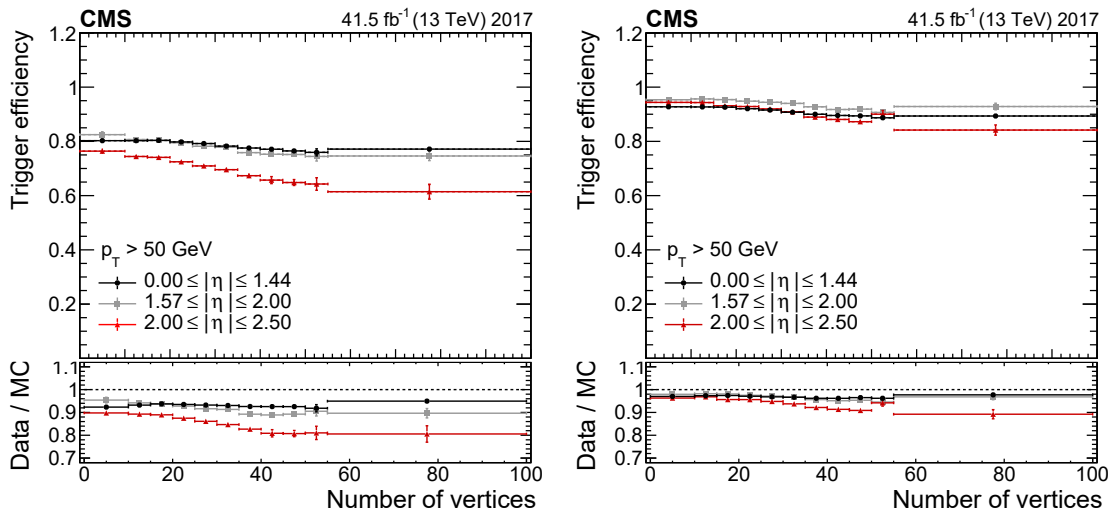 CMS 41.5 fb⁻¹ (13 TeV) 2017
Trigger efficiency
1.2
1
0.8
0.6
0.4
0.2
p_T > 50 GeV
0.00 ≤ | η | ≤ 1.44
1.57 ≤ | η | ≤ 2.00
2.00 ≤ | η | ≤ 2.50
Data / MC
1.1
1
0.9
0.8
0.7
0 20 40 60 80 100
Number of vertices
CMS 41.5 fb⁻¹ (13 TeV) 2017
Trigger efficiency
1.2
1
0.8
0.6
0.4
0.2
p_T > 50 GeV
0.00 ≤ | η | ≤ 1.44
1.57 ≤ | η | ≤ 2.00
2.00 ≤ | η | ≤ 2.50
Data / MC
1.1
1
0.9
0.8
0.7
0 20 40 60 80 100
Number of vertices